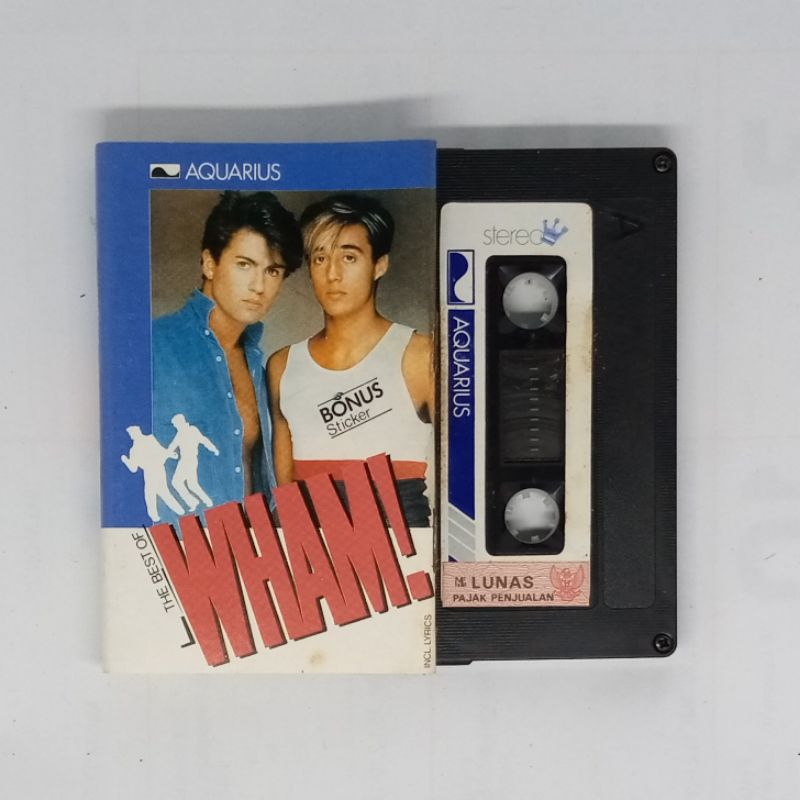 AQUARIUS
BONUS
Sticker
THE BEST OF
WHAM!
INCL. LYRICS
A
stereo
AQUARIUS
LUNAS
PAJAK PENJUALAN